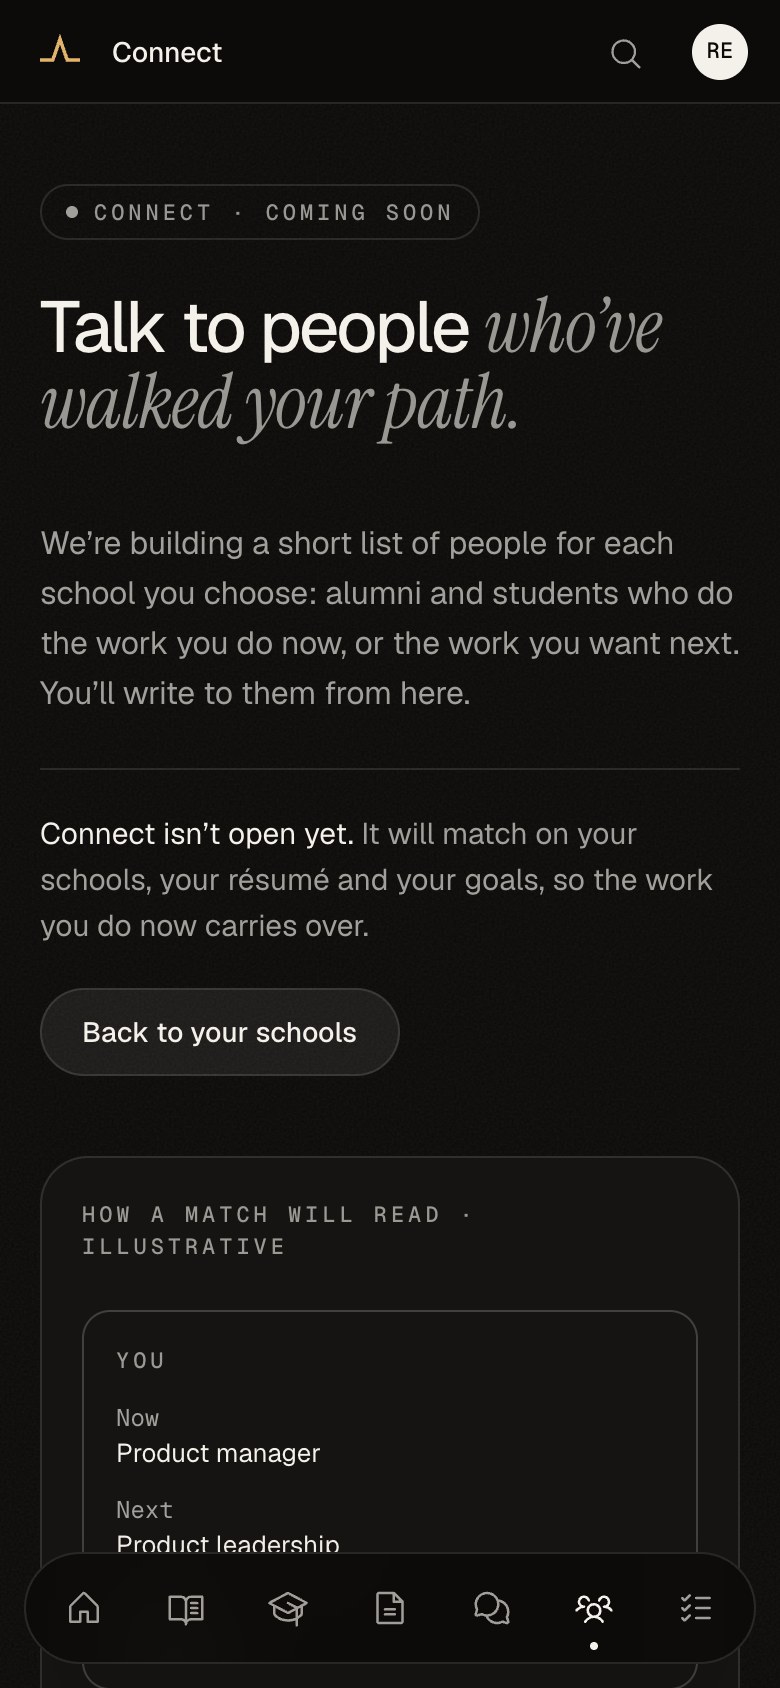 Connect
RE
CONNECT · COMING SOON
Talk to people who’ve
walked your path.
We’re building a short list of people for each
school you choose: alumni and students who do
the work you do now, or the work you want next.
You’ll write to them from here.
Connect isn’t open yet. It will match on your
schools, your résumé and your goals, so the work
you do now carries over.
Back to your schools
HOW A MATCH WILL READ ·
ILLUSTRATIVE
YOU
Now
Product manager
Next
Product leadership